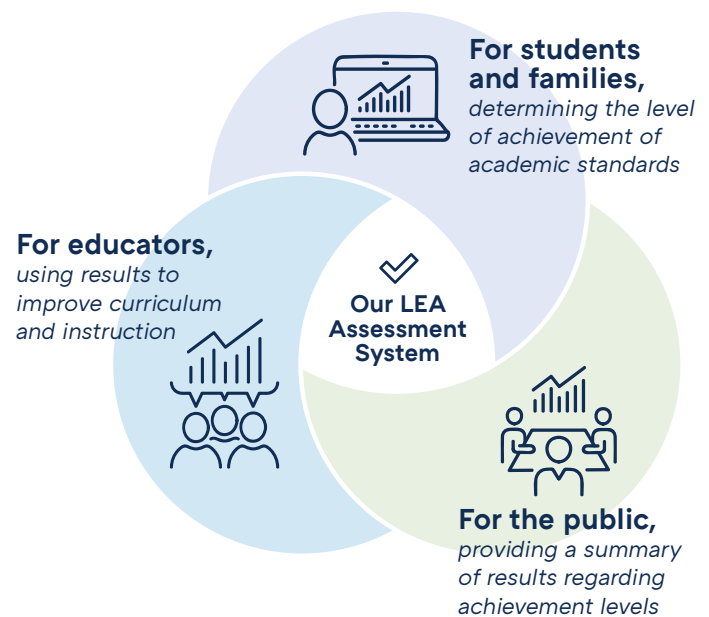 For students
and families,
determining the level
of achievement of
academic standards
For educators,
using results to
improve curriculum
and instruction
Our LEA
Assessment
System
For the public,
providing a summary
of results regarding
achievement levels